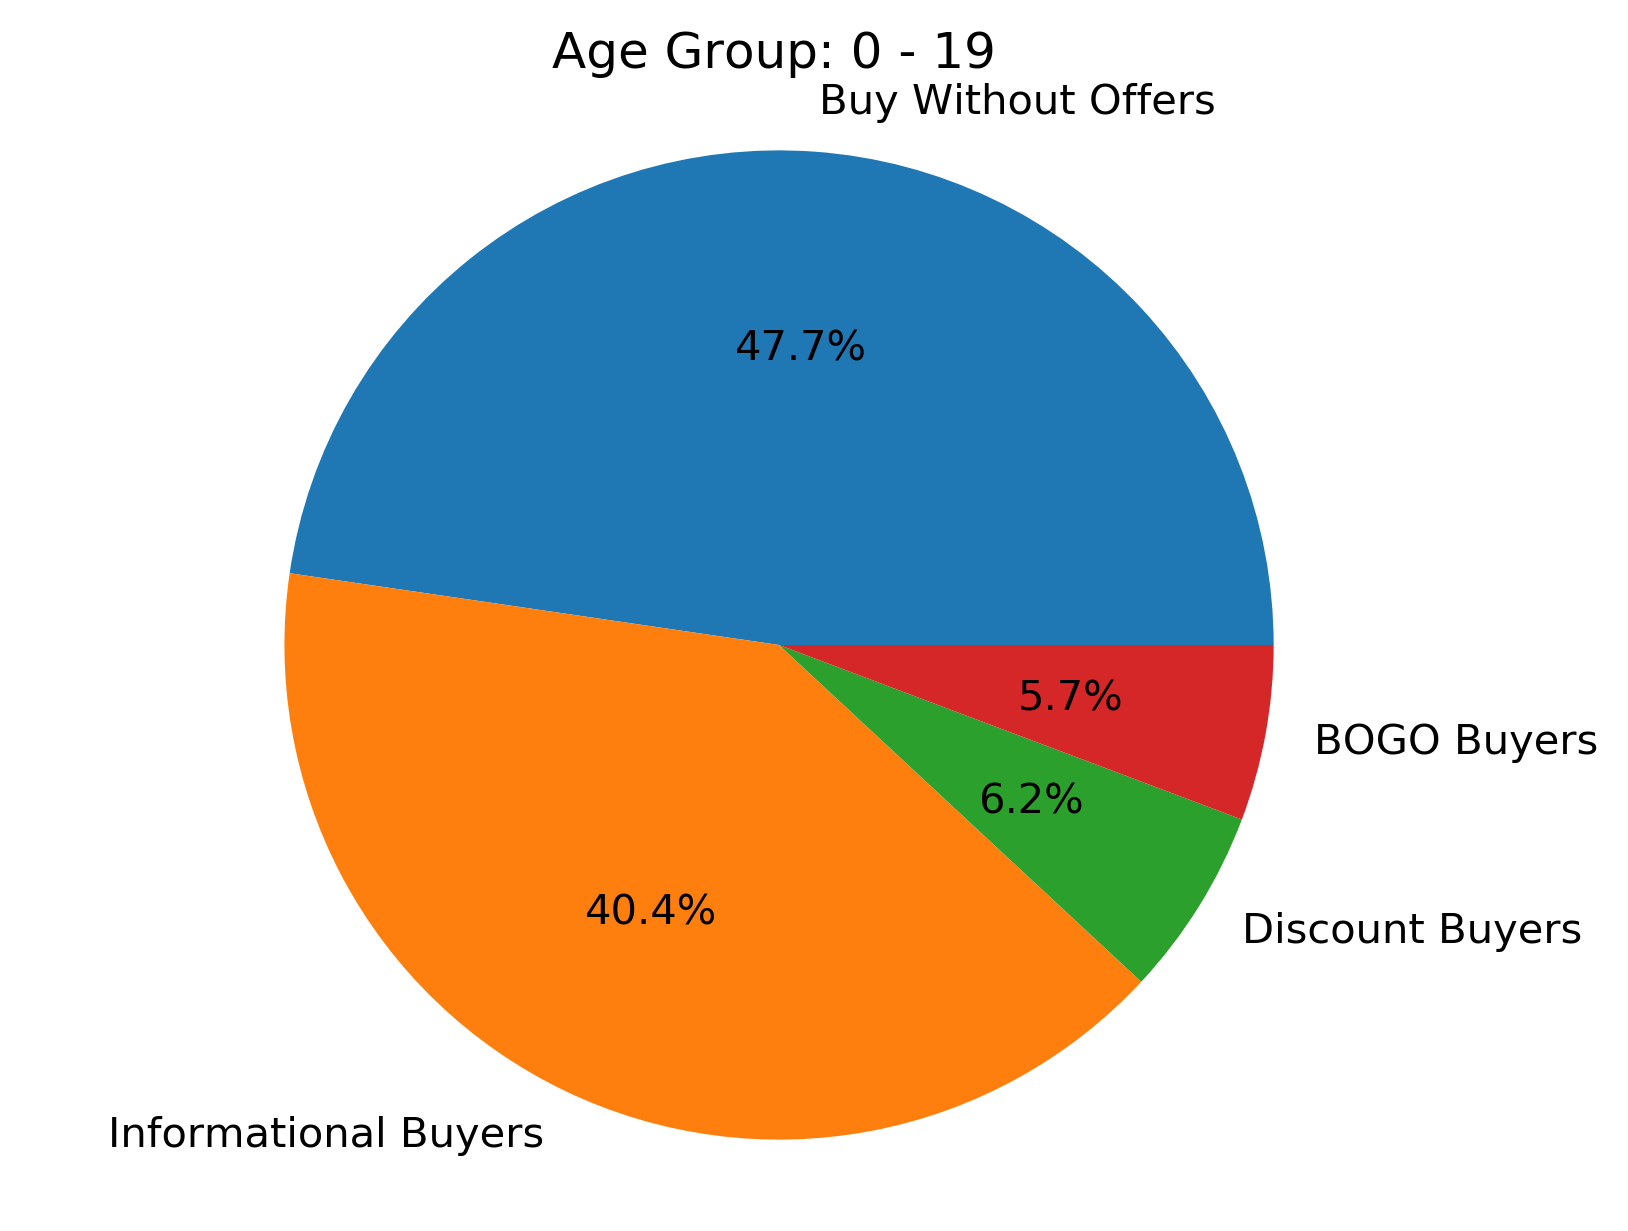 Age Group: 0 - 19
Buy Without Offers
47.7%
5.7%
BOGO Buyers
6.2%
40.4%
Discount Buyers
Informational Buyers